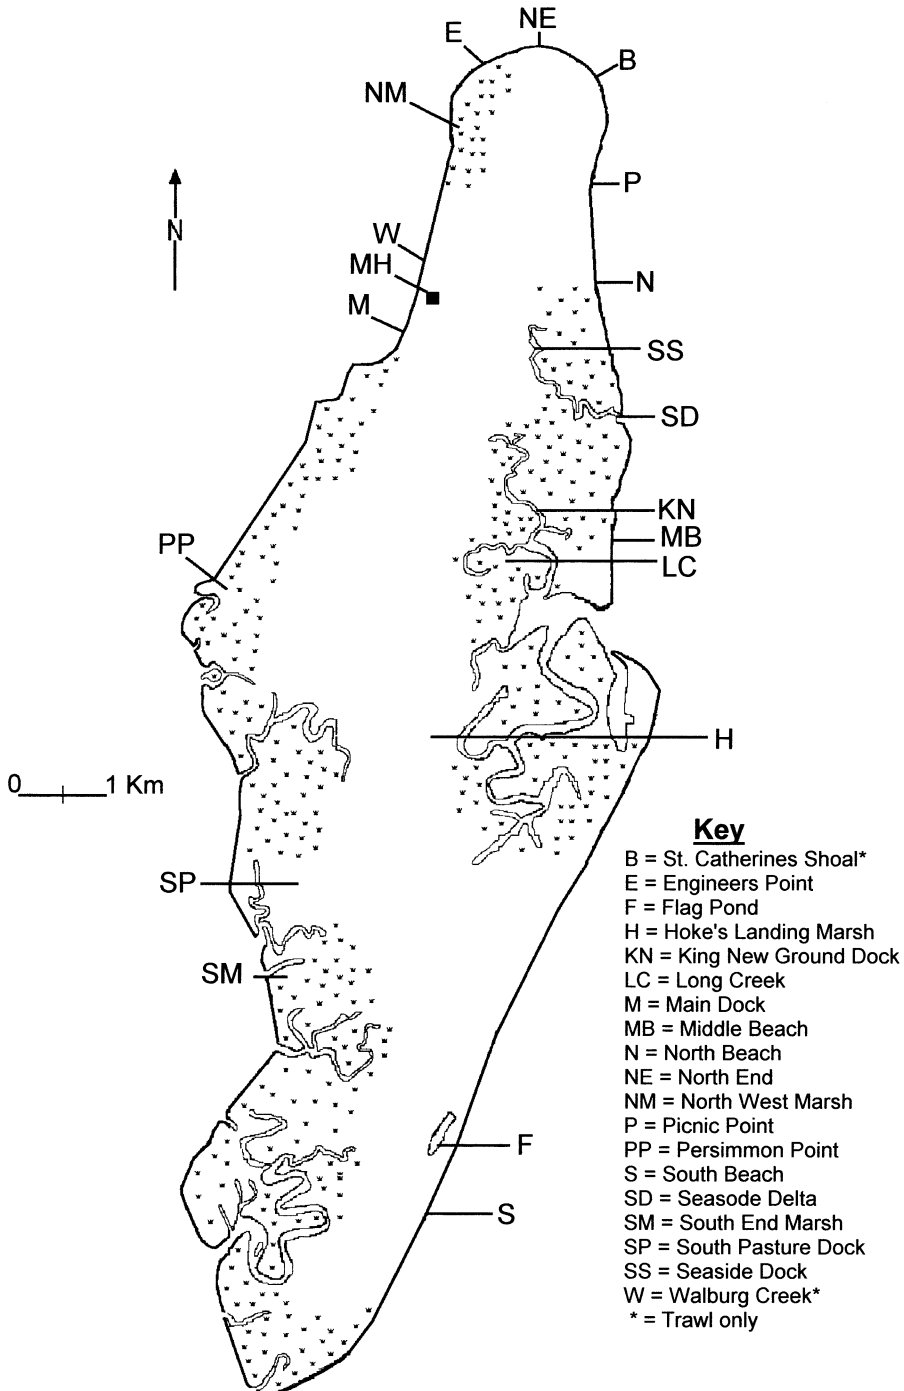 NE
E
B
NM
P
N
W
MH
N
M
SS
SD
KN
MB
PP
LC
H
0 1 Km
Key
B = St. Catherines Shoal*
E = Engineers Point
F = Flag Pond
SP
H = Hoke's Landing Marsh
KN = King New Ground Dock
SM
LC = Long Creek
M = Main Dock
MB = Middle Beach
N = North Beach
NE = North End
NM = North West Marsh
P = Picnic Point
F
PP = Persimmon Point
S = South Beach
SD = Seasode Delta
S
SM = South End Marsh
SP = South Pasture Dock
SS = Seaside Dock
W = Walburg Creek*
* = Trawl only